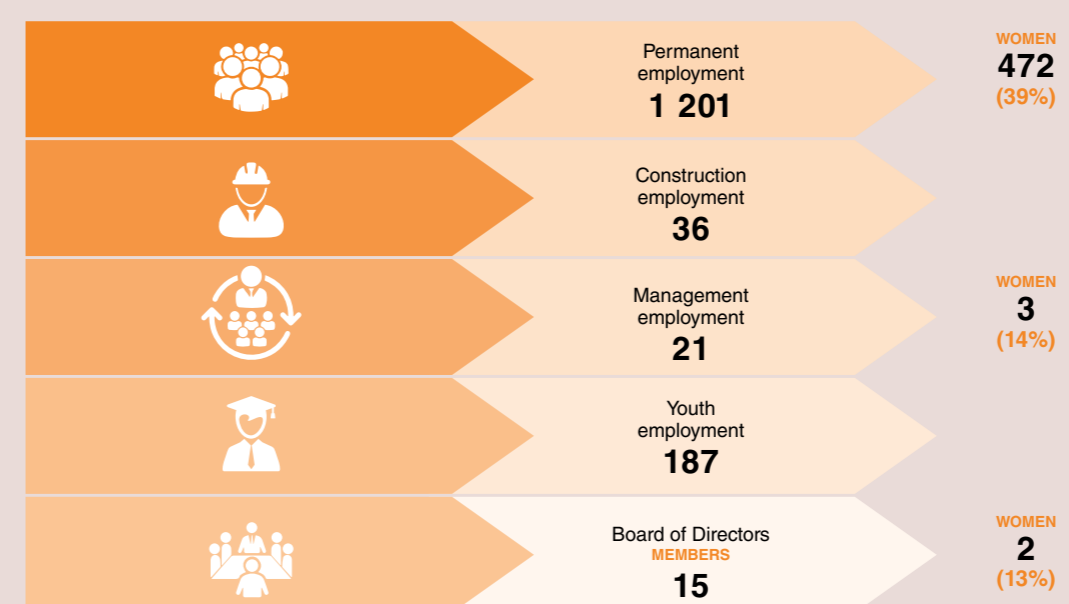 Permanent
employment
1 201
WOMEN
472
(39%)
Construction
employment
36
Management
employment
21
WOMEN
3
(14%)
Youth
employment
187
Board of Directors
MEMBERS
15
WOMEN
2
(13%)